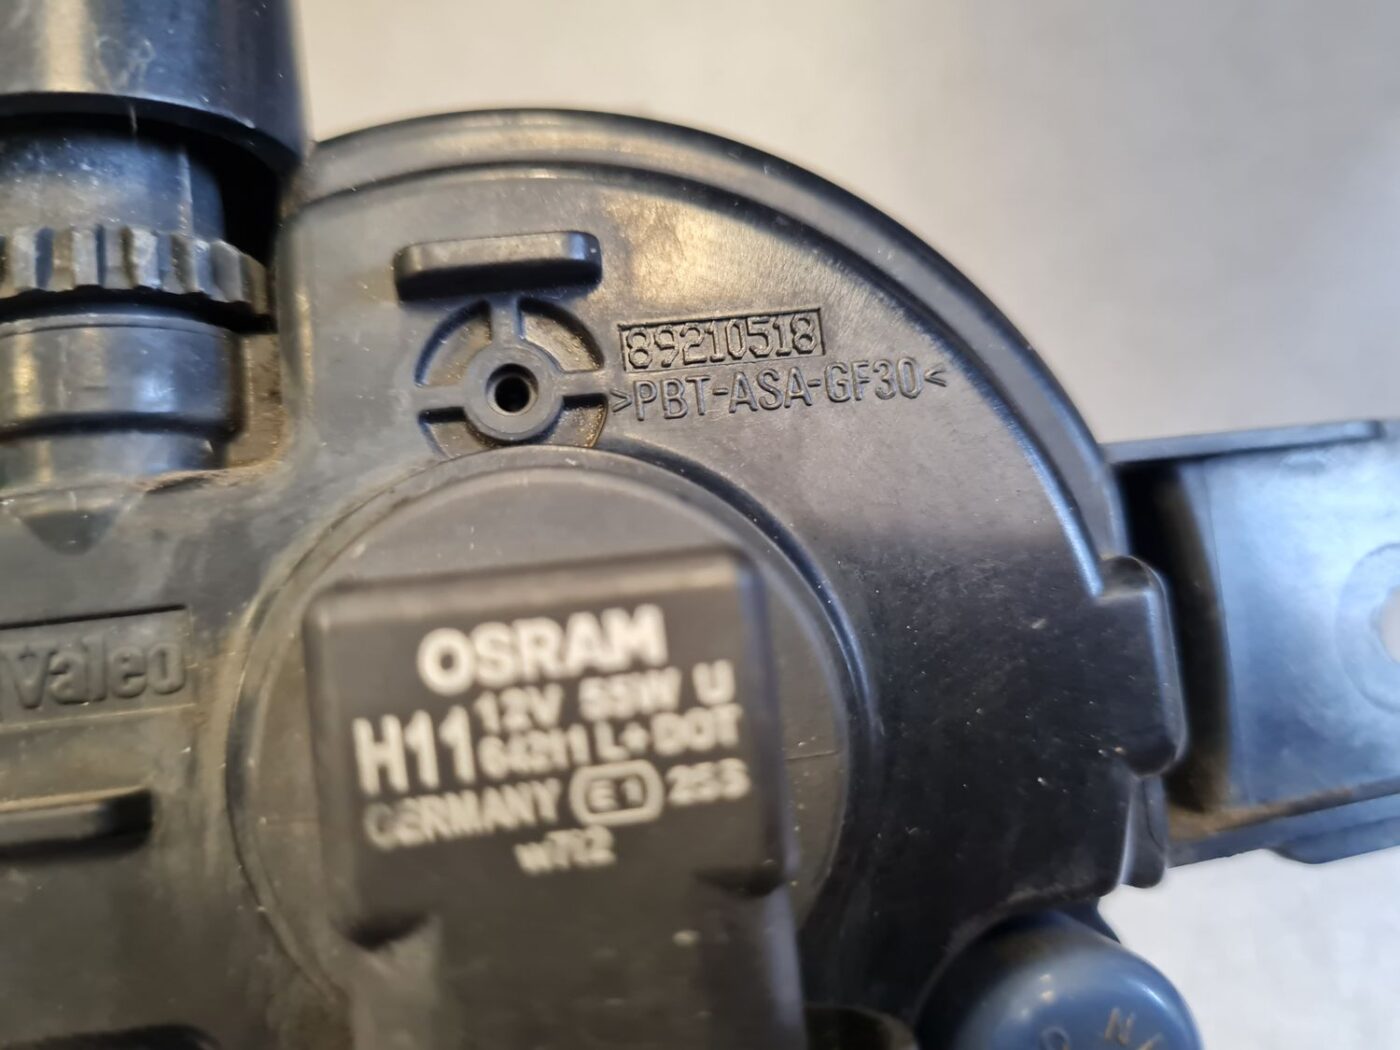 89210518
>PBT-ASA-GF30<
Valeo
OSRAM
H11 12V 55W U
64211 L+ DOT
GERMANY E1 25S